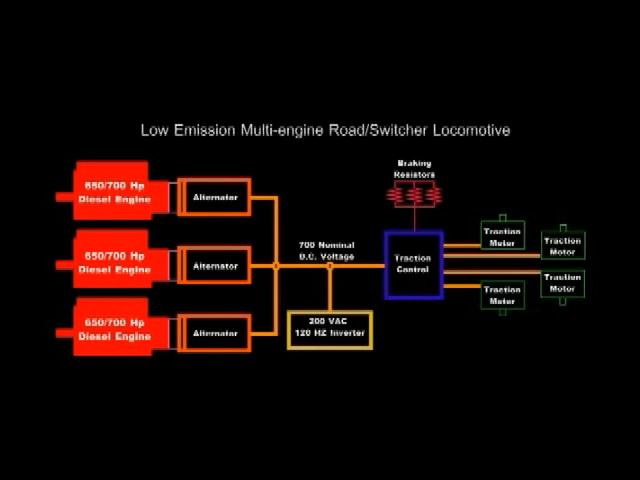 Low Emission Multi-engine Road/Switcher Locomotive
650/700 Hp
Diesel Engine
Alternator
650/700 Hp
Diesel Engine
Alternator
650/700 Hp
Diesel Engine
Alternator
700 Nominal
D.C. Voltage
200 VAC
120 HZ Inverter
Braking
Resistors
Traction
Control
Traction
Motor
Traction
Motor
Traction
Motor
Traction
Motor